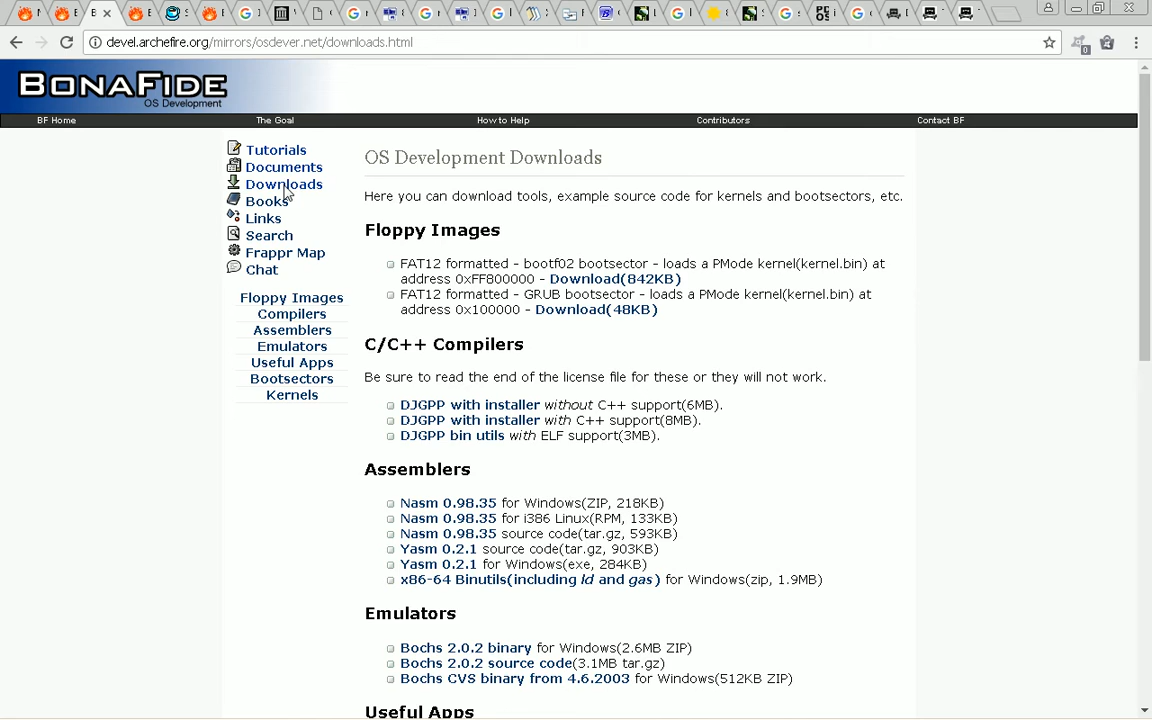 devel.archefire.org/mirrors/osdever.net/downloads.html
BONAFIDE
OS Development
BF Home The Goal How to Help Contributors Contact BF
Tutorials
Documents
Downloads
Books
Links
Search
Frappr Map
Chat
Floppy Images
Compilers
Assemblers
Emulators
Useful Apps
Bootsectors
Kernels
OS Development Downloads
Here you can download tools, example source code for kernels and bootsectors, etc.
Floppy Images
FAT12 formatted - bootf02 bootsector - loads a PMode kernel(kernel.bin) at
address 0xFF800000 - Download(842KB)
FAT12 formatted - GRUB bootsector - loads a PMode kernel(kernel.bin) at
address 0x100000 - Download(48KB)
C/C++ Compilers
Be sure to read the end of the license file for these or they will not work.
DJGPP with installer without C++ support(6MB).
DJGPP with installer with C++ support(8MB).
DJGPP bin utils with ELF support(3MB).
Assemblers
Nasm 0.98.35 for Windows(ZIP, 218KB)
Nasm 0.98.35 for i386 Linux(RPM, 133KB)
Nasm 0.98.35 source code(tar.gz, 593KB)
Yasm 0.2.1 source code(tar.gz, 903KB)
Yasm 0.2.1 for Windows(exe, 284KB)
x86-64 Binutils(including ld and gas) for Windows(zip, 1.9MB)
Emulators
Bochs 2.0.2 binary for Windows(2.6MB ZIP)
Bochs 2.0.2 source code(3.1MB tar.gz)
Bochs CVS binary from 4.6.2003 for Windows(512KB ZIP)
Useful Apps